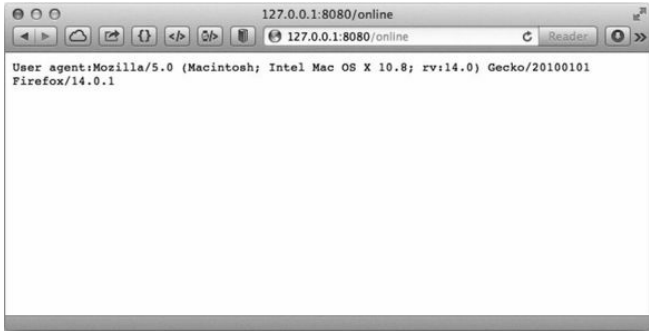 127.0.0.1:8080/online
127.0.0.1:8080/online
Reader
User agent:Mozilla/5.0 (Macintosh; Intel Mac OS X 10.8; rv:14.0) Gecko/20100101
Firefox/14.0.1